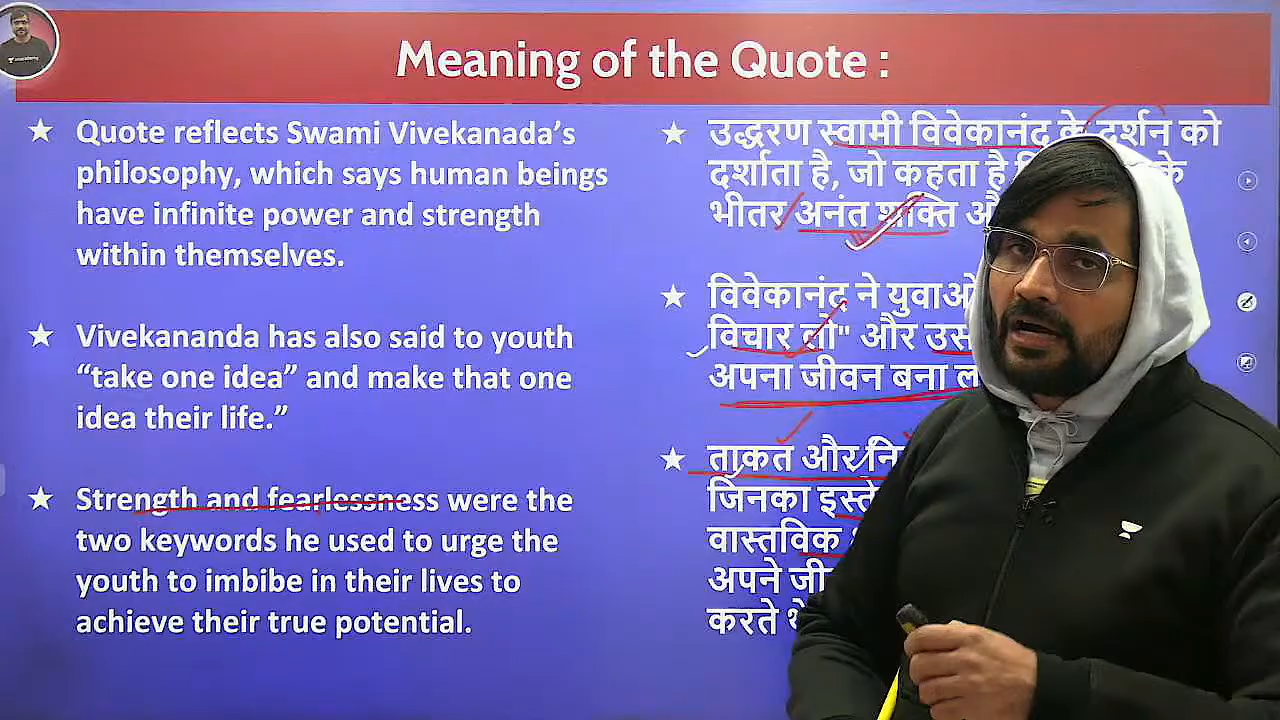 Meaning of the Quote :
★ Quote reflects Swami Vivekanada’s
philosophy, which says human beings
have infinite power and strength
within themselves.
★ Vivekananda has also said to youth
“take one idea” and make that one
idea their life.”
★ Strength and fearlessness were the
two keywords he used to urge the
youth to imbibe in their lives to
achieve their true potential.
★ उद्धरण स्वामी विवेकानंद के दर्शन को
दर्शाता है, जो कहता है के
भीतर अनंत शक्ति
★ विवेकानंद ने युवाओं
विचार लो" और उस
अपना जीवन बना
★ ताकत और
जिनका
वास्तविक
अपने
करते